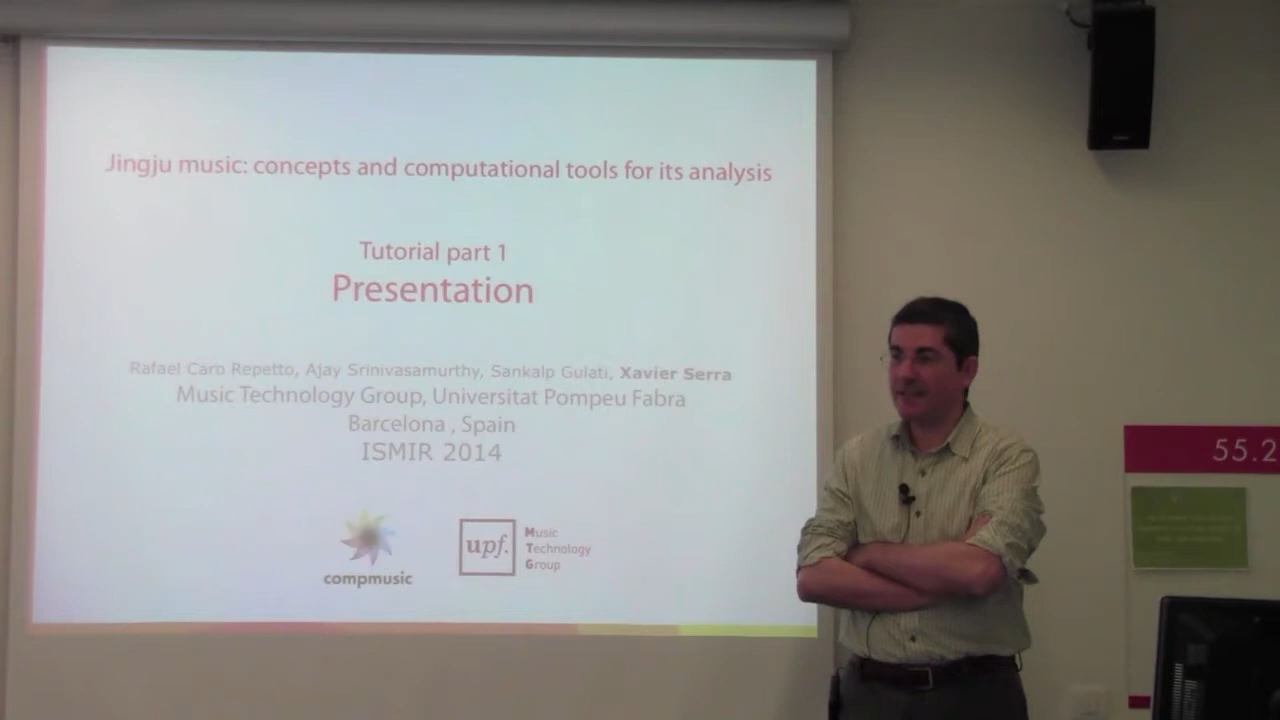 Jingju music: concepts and computational tools for its analysis
Tutorial part 1
Presentation
Rafael Caro Repetto, Ajay Srinivasamurthy, Sankalp Gulati, Xavier Serra
Music Technology Group, Universitat Pompeu Fabra
Barcelona , Spain
ISMIR 2014
compmusic
upf.
Music
Technology
Group
55.2